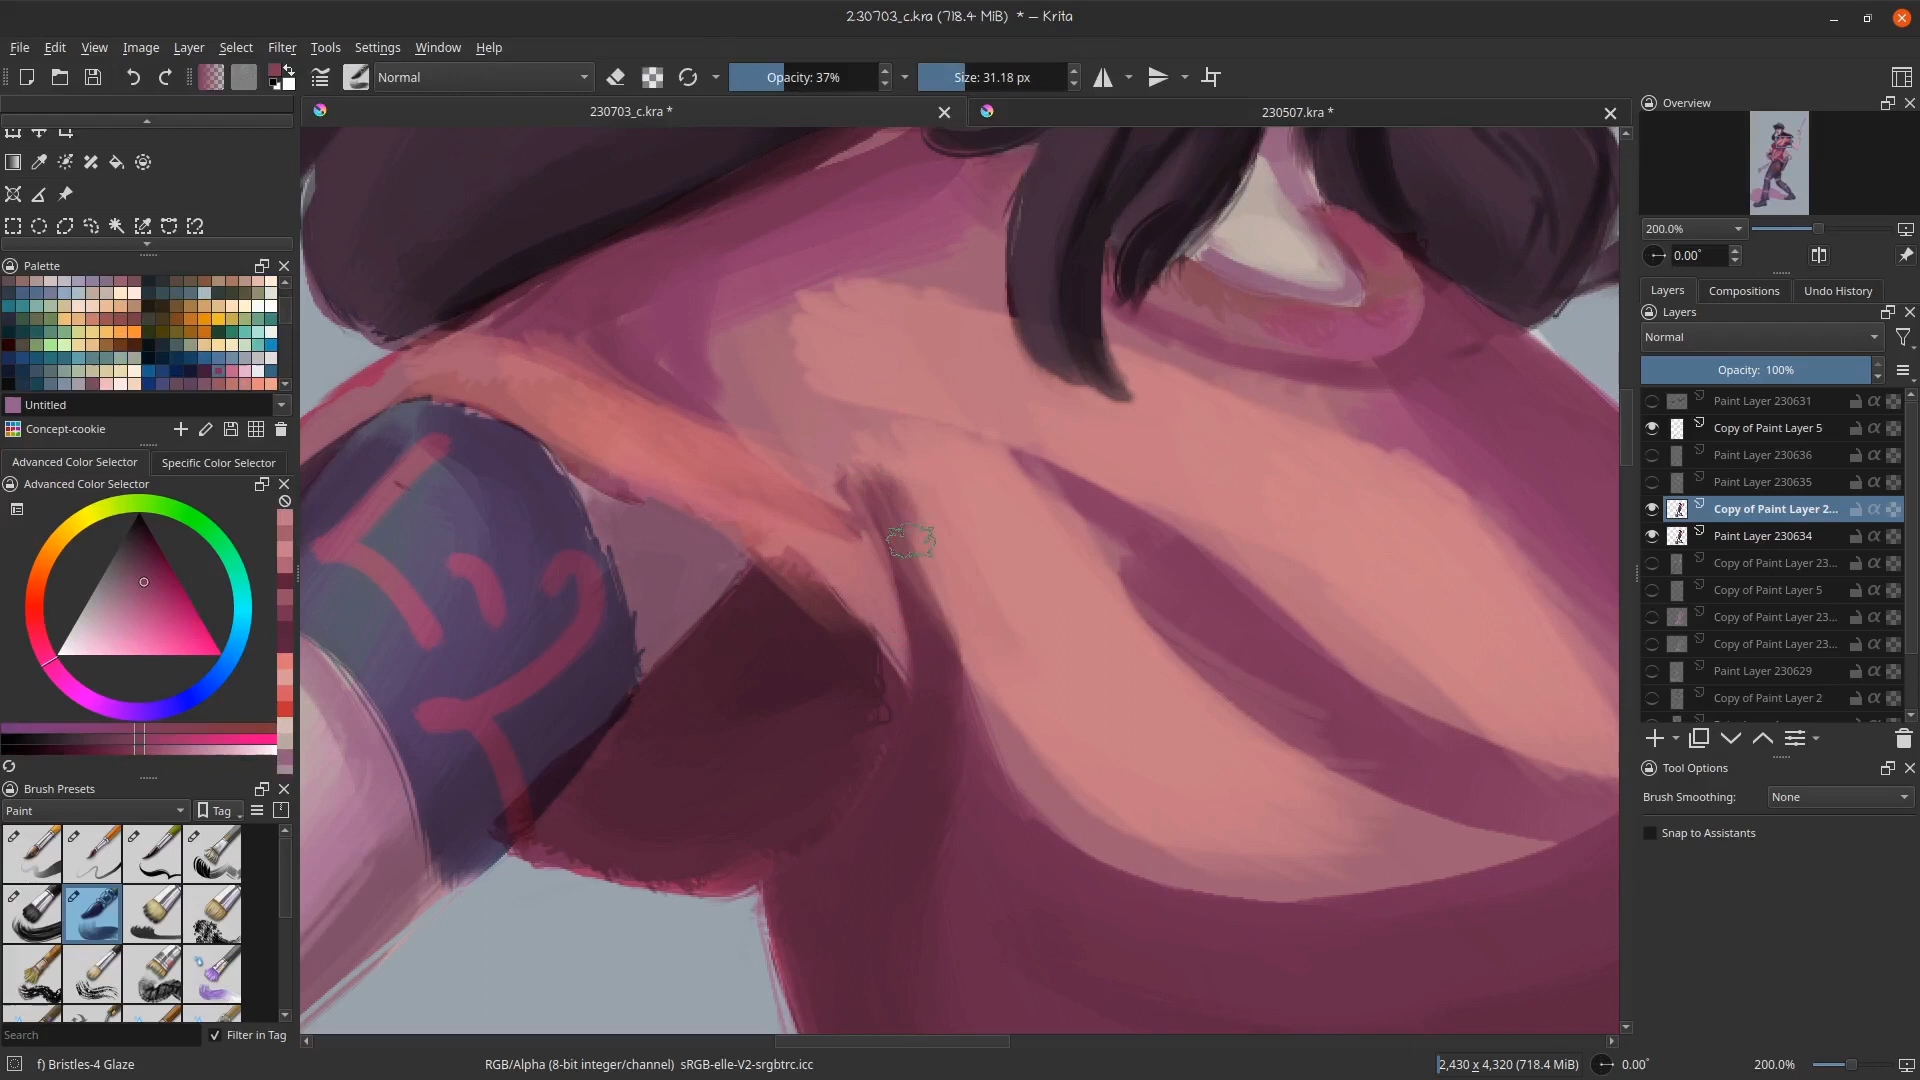 230703_c.kra (718.4 MiB)  * — Krita
File Edit View Image Layer Select Filter Tools Settings Window Help
Normal Opacity: 37% Size: 31.18 px
230703_c.kra * 230507.kra *
Overview
200.0%
0.00°
Palette
Untitled
Concept-cookie
Advanced Color Selector Specific Color Selector
Advanced Color Selector
Brush Presets
Paint Tag
Search Filter in Tag
Layers Compositions Undo History
Layers
Normal
Opacity: 100%
Paint Layer 230631
Copy of Paint Layer 5
Paint Layer 230636
Paint Layer 230635
Copy of Paint Layer 2...
Paint Layer 230634
Copy of Paint Layer 23...
Copy of Paint Layer 5
Copy of Paint Layer 23...
Copy of Paint Layer 23...
Paint Layer 230629
Copy of Paint Layer 2
Tool Options
Brush Smoothing: None
Snap to Assistants
f) Bristles-4 Glaze RGB/Alpha (8-bit integer/channel)  sRGB-elle-V2-srgbtrc.icc 2,430 x 4,320 (718.4 MiB) 0.00° 200.0%